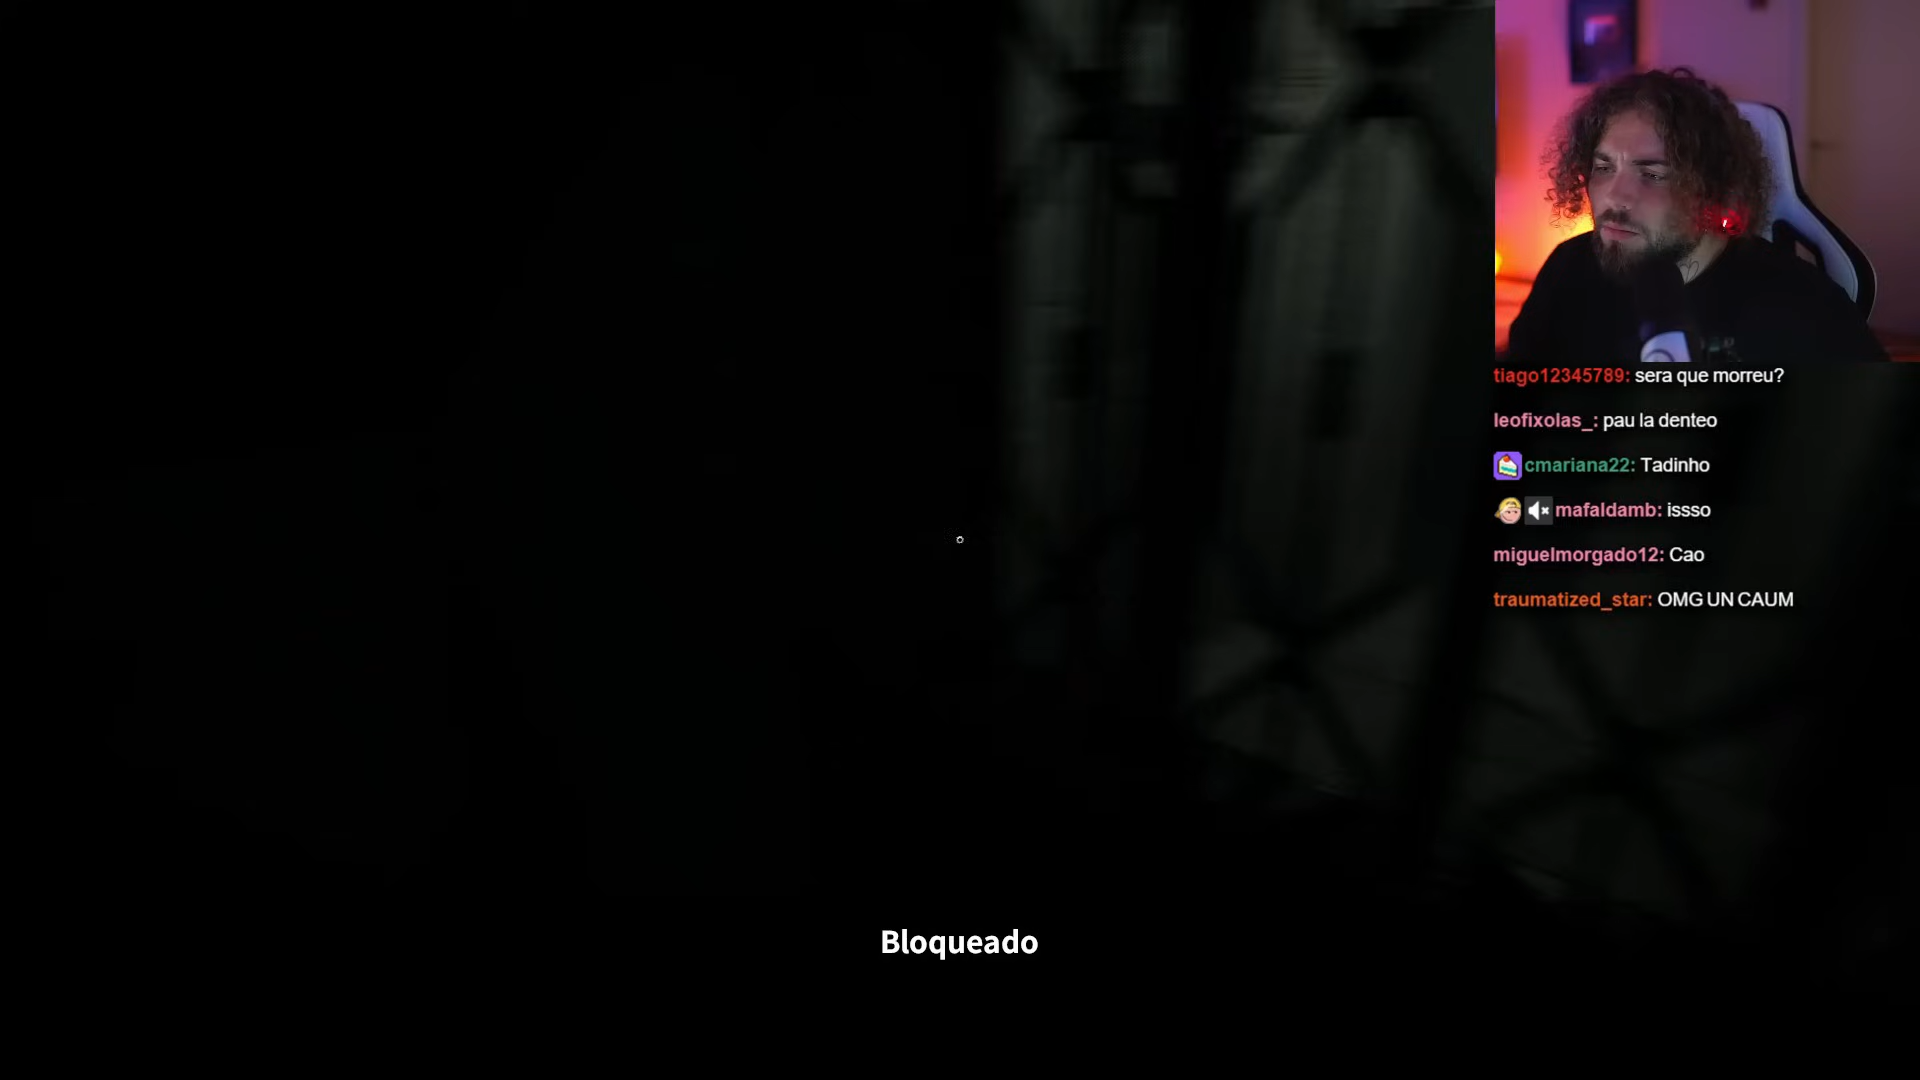 tiago12345789: sera que morreu?
leofixolas_: pau la denteo
cmariana22: Tadinho
mafaldamb: issso
miguelmorgado12: Cao
traumatized_star: OMG UN CAUM
Bloqueado